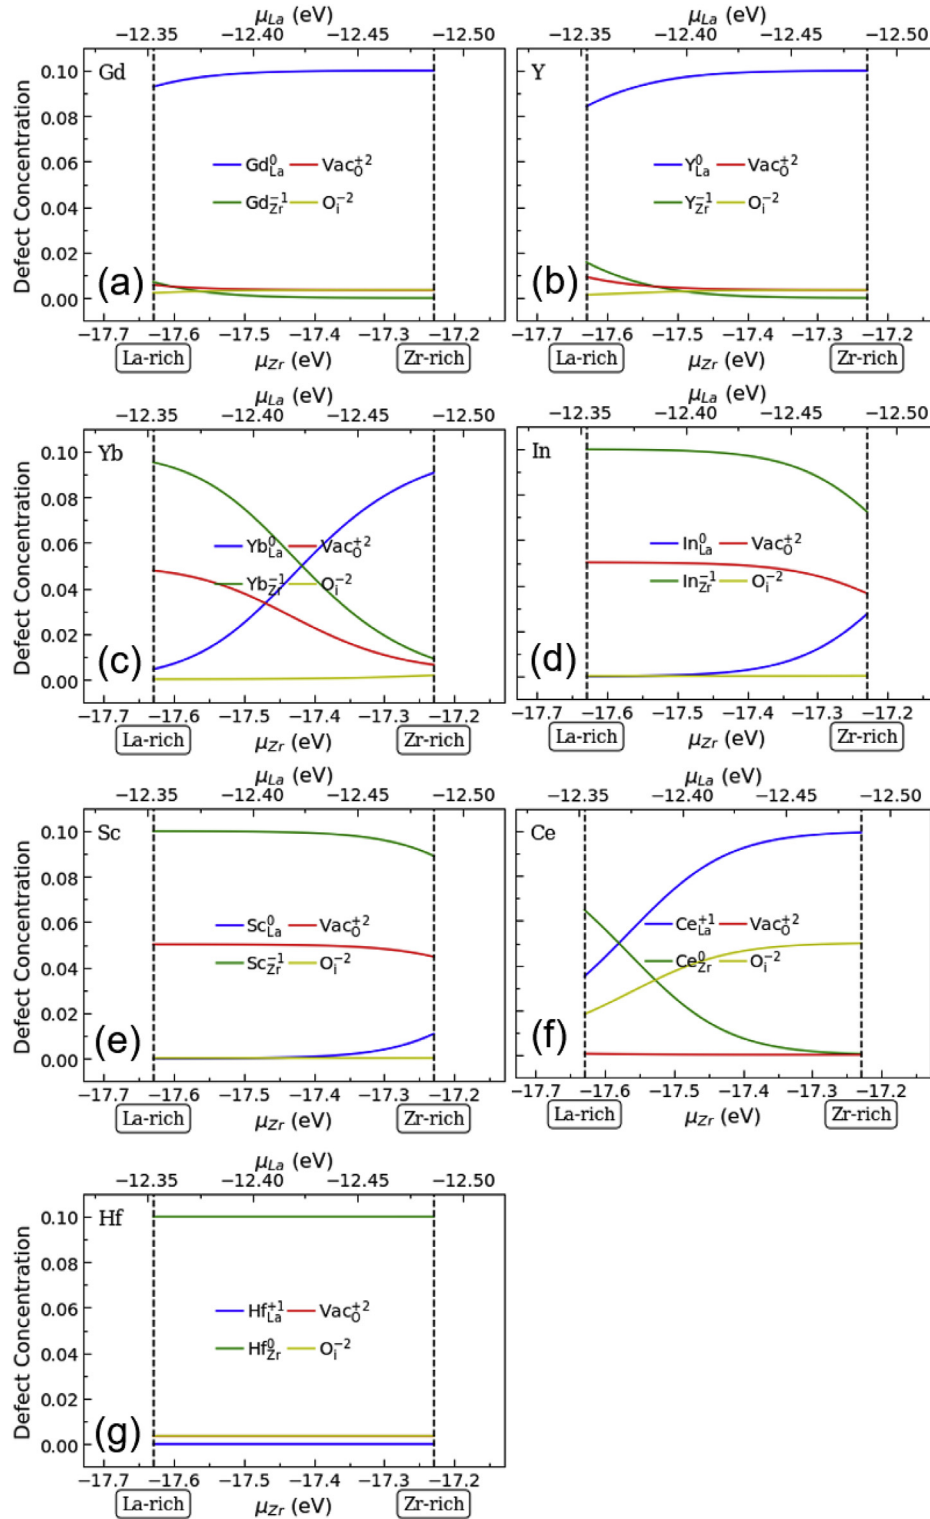 μLa (eV)
−12.35 −12.40 −12.45 −12.50
Gd
Defect Concentration
0.10
0.08
0.06
0.04
0.02
0.00
Gd⁰La Vac⁺²O
Gd⁻¹Zr O⁻²i
(a)
−17.7 −17.6 −17.5 −17.4 −17.3 −17.2
La-rich μZr (eV) Zr-rich
μLa (eV)
−12.35 −12.40 −12.45 −12.50
Y
Y⁰La Vac⁺²O
Y⁻¹Zr O⁻²i
(b)
−17.7 −17.6 −17.5 −17.4 −17.3 −17.2
La-rich μZr (eV) Zr-rich
μLa (eV)
−12.35 −12.40 −12.45 −12.50
Yb
Defect Concentration
0.10
0.08
0.06
0.04
0.02
0.00
Yb⁰La Vac⁺²O
Yb⁻¹Zr O⁻²i
(c)
−17.7 −17.6 −17.5 −17.4 −17.3 −17.2
La-rich μZr (eV) Zr-rich
μLa (eV)
−12.35 −12.40 −12.45 −12.50
In
In⁰La Vac⁺²O
In⁻¹Zr O⁻²i
(d)
−17.7 −17.6 −17.5 −17.4 −17.3 −17.2
La-rich μZr (eV) Zr-rich
μLa (eV)
−12.35 −12.40 −12.45 −12.50
Sc
Defect Concentration
0.10
0.08
0.06
0.04
0.02
0.00
Sc⁰La Vac⁺²O
Sc⁻¹Zr O⁻²i
(e)
−17.7 −17.6 −17.5 −17.4 −17.3 −17.2
La-rich μZr (eV) Zr-rich
μLa (eV)
−12.35 −12.40 −12.45 −12.50
Ce
Ce⁺¹La Vac⁺²O
Ce⁰Zr O⁻²i
(f)
−17.7 −17.6 −17.5 −17.4 −17.3 −17.2
La-rich μZr (eV) Zr-rich
μLa (eV)
−12.35 −12.40 −12.45 −12.50
Hf
Defect Concentration
0.10
0.08
0.06
0.04
0.02
0.00
Hf⁺¹La Vac⁺²O
Hf⁰Zr O⁻²i
(g)
−17.7 −17.6 −17.5 −17.4 −17.3 −17.2
La-rich μZr (eV) Zr-rich